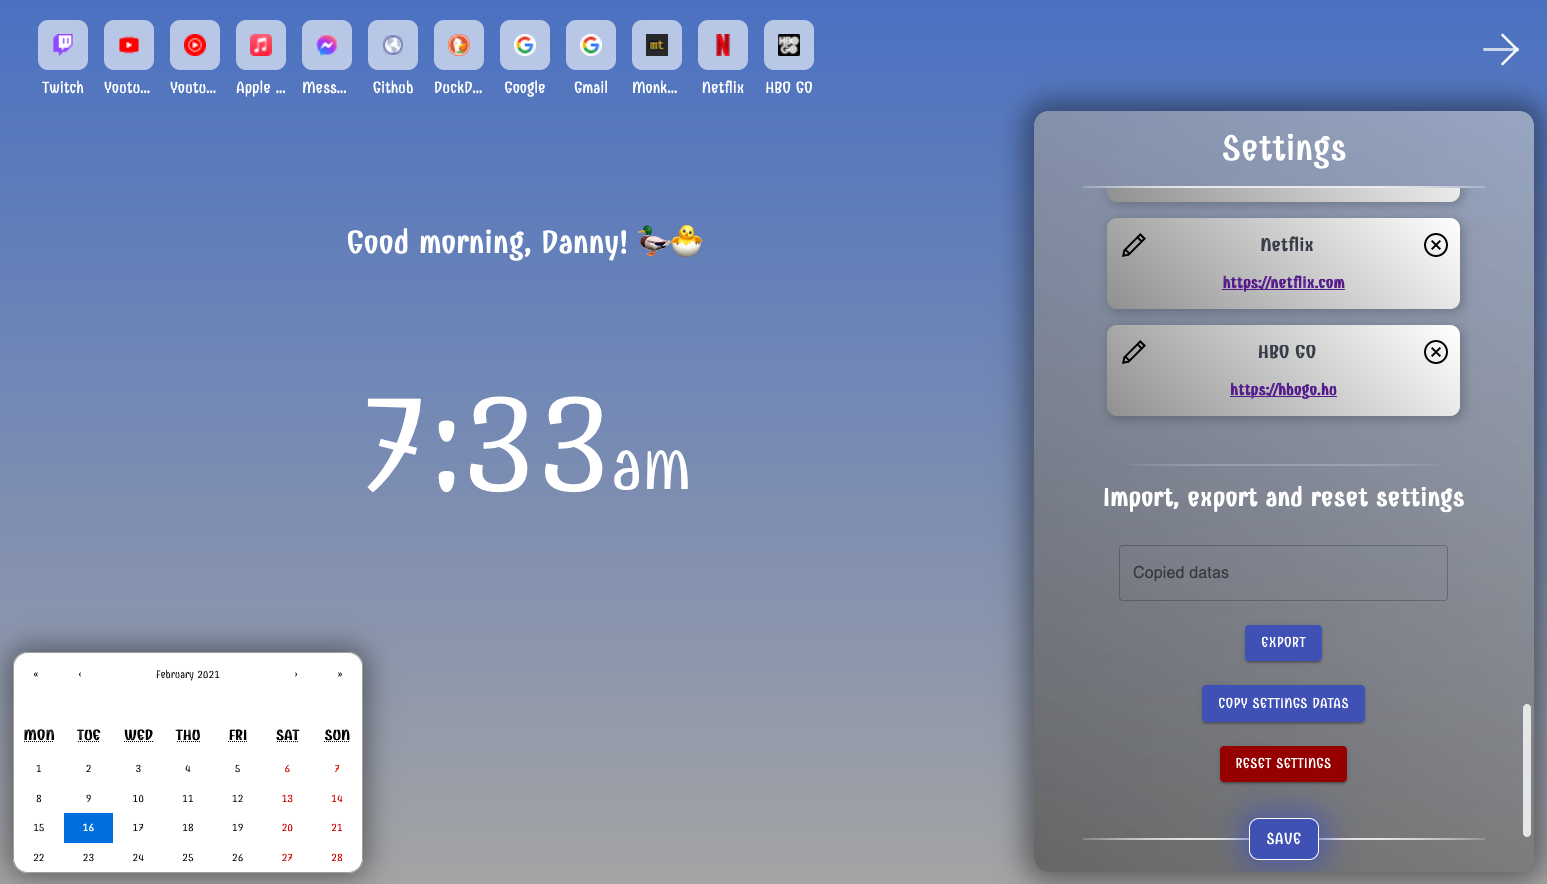 Twitch Youtu... Youtu... Apple ... Mess... Github DuckD... Google Gmail Monk... Netflix HBO GO
mt
N
HBO GO
Good morning, Danny!
7:33am
« ‹ February 2021 › »
MON TUE WED THU FRI SAT SUN
1 2 3 4 5 6 7
8 9 10 11 12 13 14
15 16 17 18 19 20 21
22 23 24 25 26 27 28
Settings
Netflix
https://netflix.com
HBO GO
https://hbogo.hu
Import, export and reset settings
Copied datas
EXPORT
COPY SETTINGS DATAS
RESET SETTINGS
SAVE